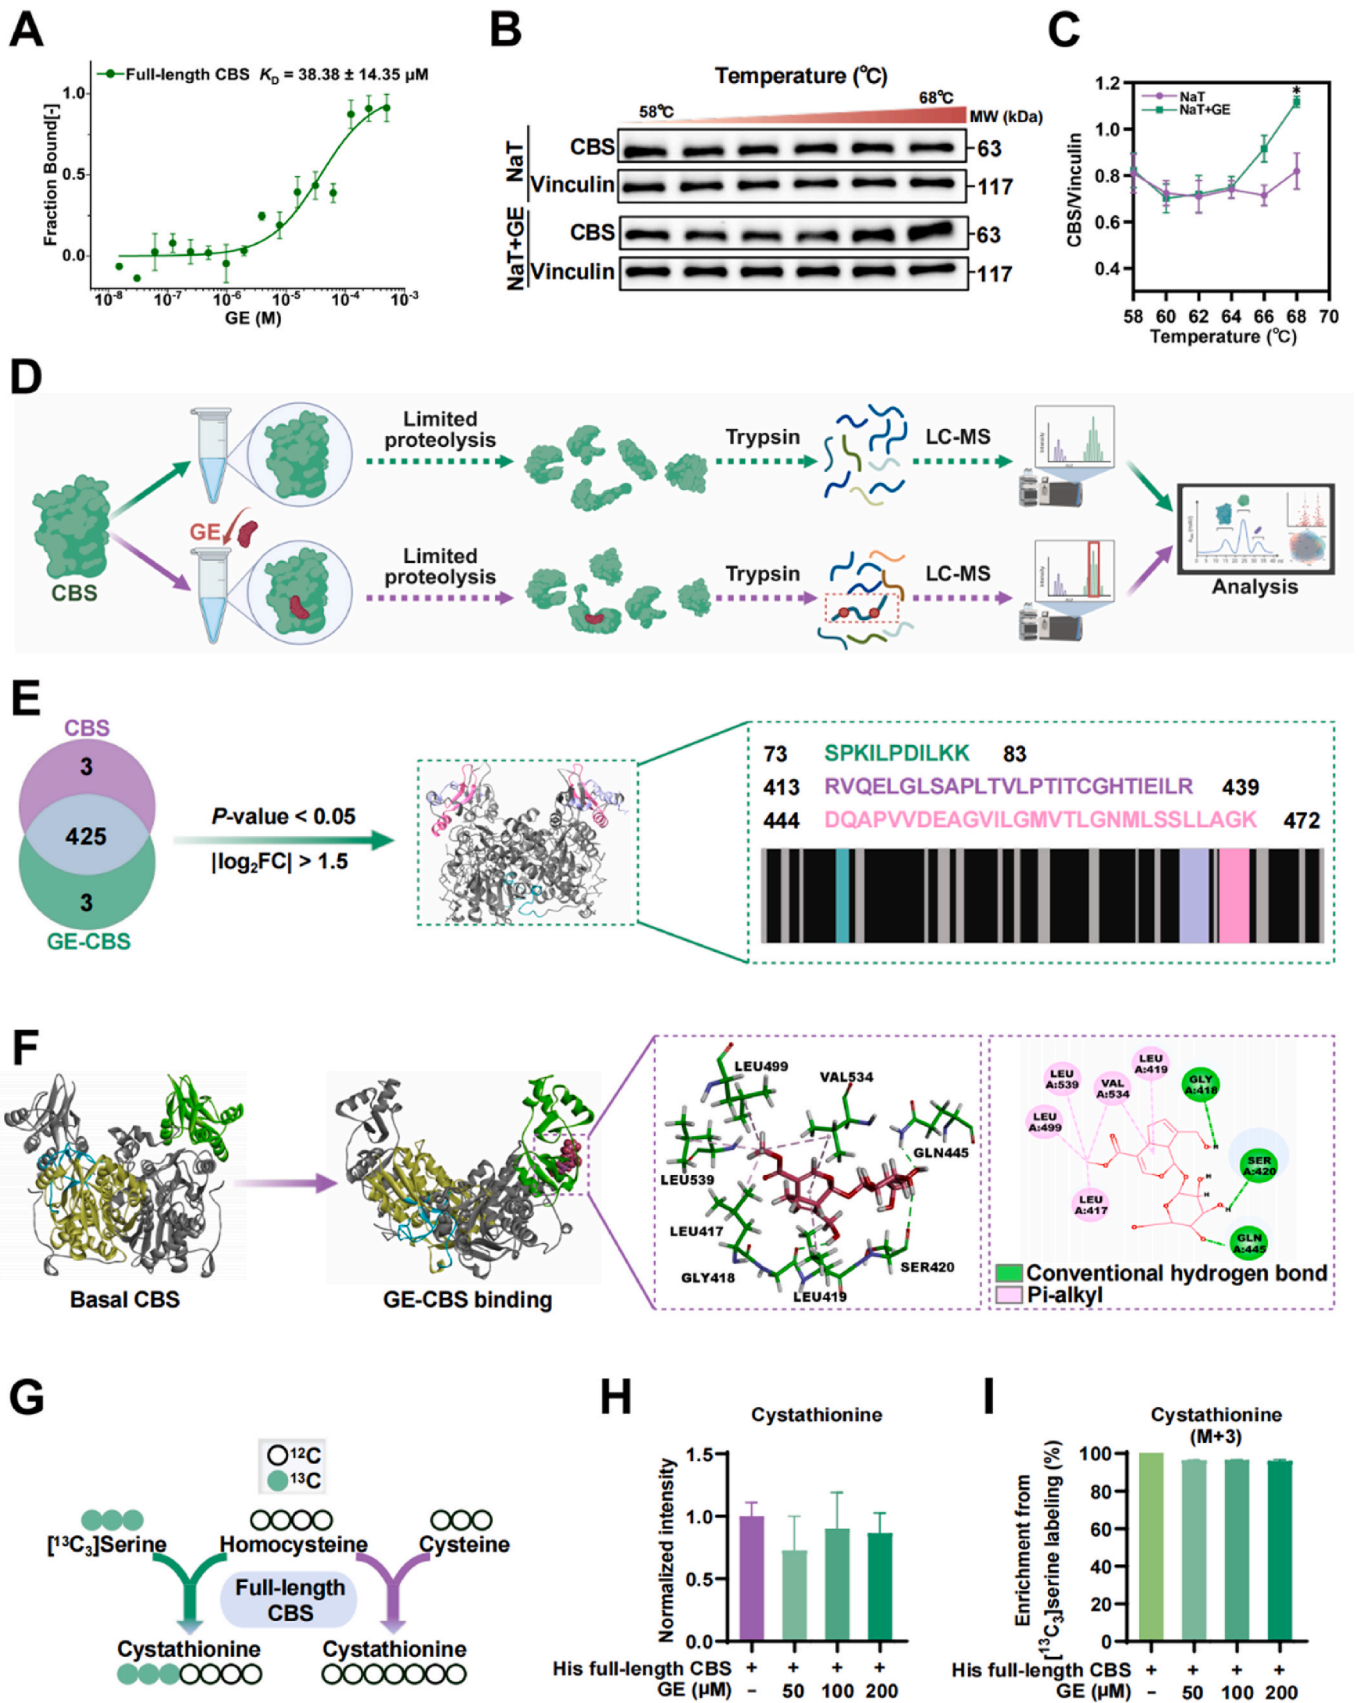 A
Full-length CBS K_D = 38.38 ± 14.35 µM
Fraction Bound[-]
1.0
0.5
0.0
10⁻⁸ 10⁻⁷ 10⁻⁶ 10⁻⁵ 10⁻⁴ 10⁻³
GE (M)
B
Temperature (℃)
58℃ 68℃
MW (kDa)
NaT
CBS 63
Vinculin 117
NaT+GE
CBS 63
Vinculin 117
C
NaT
NaT+GE
*
CBS/Vinculin
1.2
1.0
0.8
0.6
0.4
58 60 62 64 66 68 70
Temperature (℃)
D
CBS
GE
Limited proteolysis
Trypsin
LC-MS
Limited proteolysis
Trypsin
LC-MS
Analysis
E
CBS
3
425
3
GE-CBS
P-value < 0.05
|log₂FC| > 1.5
73 SPKILPDILKK 83
413 RVQELGLSAPLTVLPTITCGHTIEILR 439
444 DQAPVVDEAGVILGMVTLGNMLSSLLAGK 472
F
Basal CBS
GE-CBS binding
LEU499
VAL534
GLN445
LEU539
LEU417
GLY418
LEU419
SER420
LEU A:539
VAL A:534
LEU A:419
GLY A:418
LEU A:499
SER A:420
LEU A:417
GLN A:445
Conventional hydrogen bond
Pi-alkyl
G
¹²C
¹³C
[¹³C₃]Serine
Homocysteine
Cysteine
Full-length CBS
Cystathionine
Cystathionine
H
Cystathionine
Normalized intensity
1.5
1.0
0.5
0.0
His full-length CBS + + + +
GE (µM) – 50 100 200
I
Cystathionine
(M+3)
Enrichment from
[¹³C₃]serine labeling (%)
100
80
60
40
20
0
His full-length CBS + + + +
GE (µM) – 50 100 200